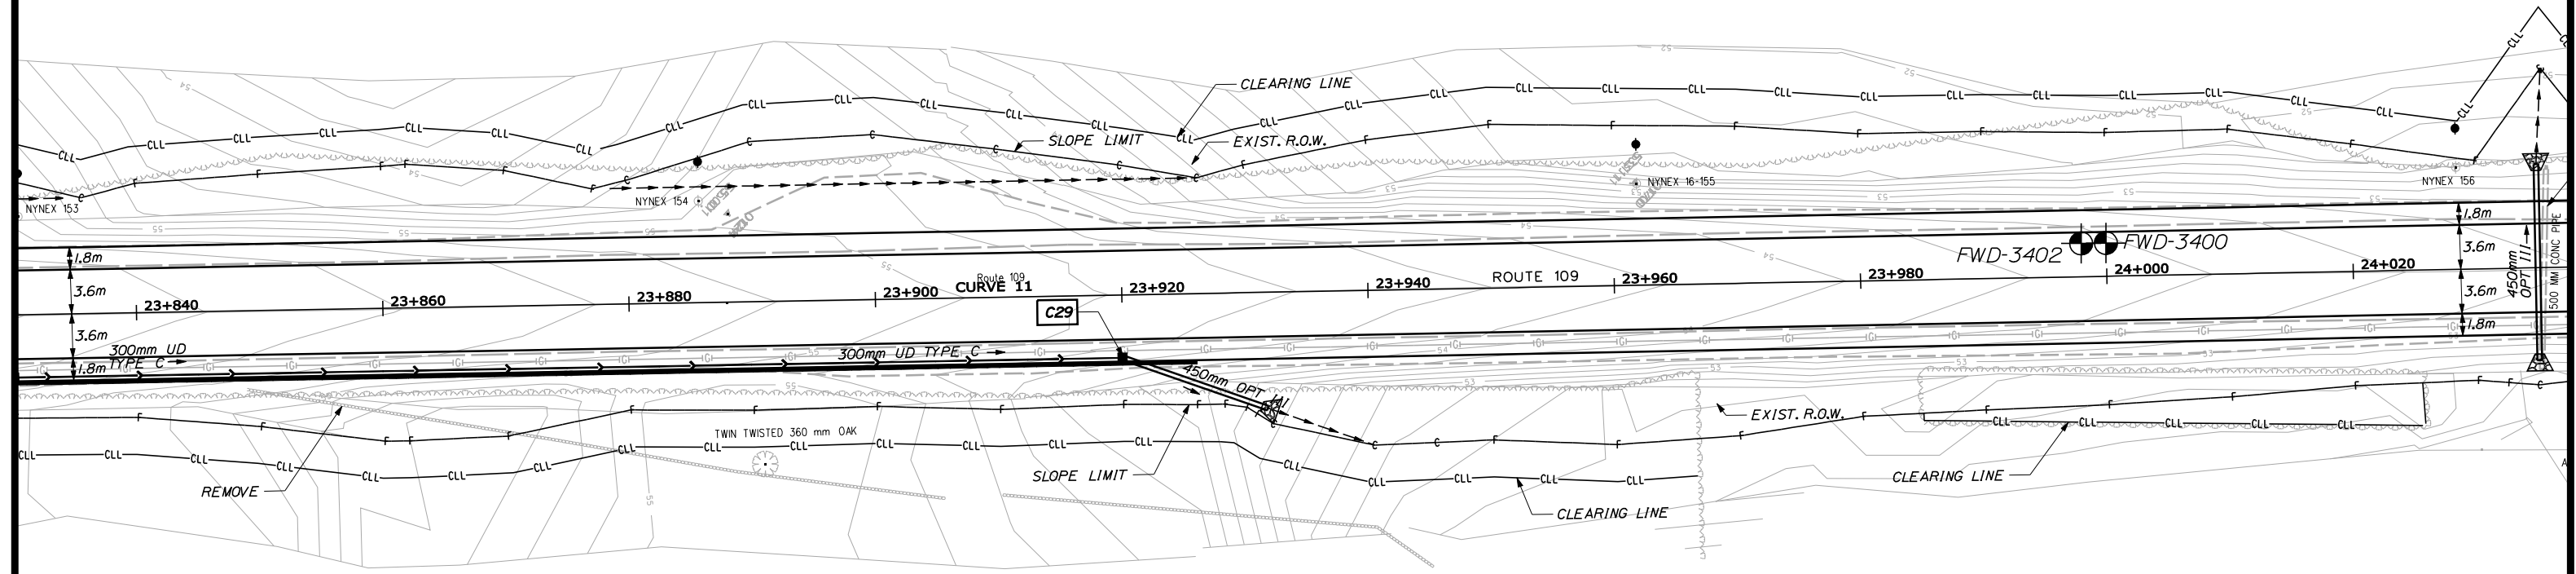 CLEARING LINE
SLOPE LIMIT
EXIST. R.O.W.
NYNEX 153
NYNEX 154
NYNEX 16-155
NYNEX 156
1.8m
3.6m
3.6m
1.8m
23+840
23+860
23+880
23+900
Route 109
CURVE 11
23+920
23+940
ROUTE 109
23+960
23+980
24+000
24+020
FWD-3402
FWD-3400
1.8m
3.6m
3.6m
1.8m
450mm
OPT III
500 MM CONC PIPE
C29
300mm UD
TYPE C
300mm UD TYPE C
450mm OPT III
TWIN TWISTED 360 mm OAK
REMOVE
SLOPE LIMIT
EXIST. R.O.W.
CLEARING LINE
CLEARING LINE